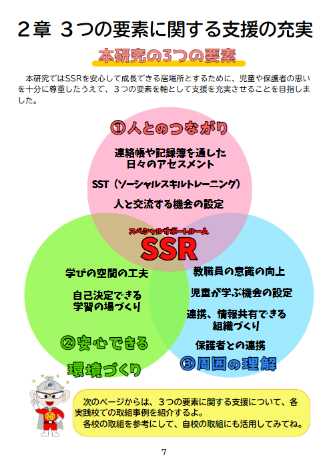 2章 3つの要素に関する支援の充実
本研究の3つの要素
本研究ではSSRを安心して成長できる居場所とするために、児童や保護者の思い
を十分に尊重したうえで、3つの要素を軸として支援を充実させることを目指しま
した。
①人とのつながり
連絡帳や記録簿を通した
日々のアセスメント
SST（ソーシャルスキルトレーニング）
人と交流する機会の設定
スペシャルサポートルーム
SSR
学びの空間の工夫
自己決定できる
学習の場づくり
②安心できる
環境づくり
教職員の意識の向上
児童が学ぶ機会の設定
連携、情報共有できる
組織づくり
保護者との連携
③周囲の理解
次のページからは、3つの要素に関する支援について、各
実践校での取組事例を紹介するよ。
各校の取組を参考にして、自校の取組にも活用してみてね。
7